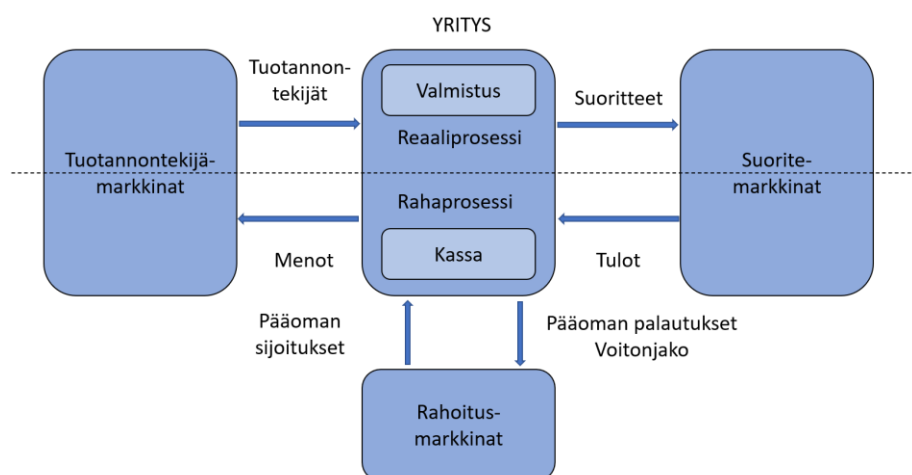 YRITYS
Tuotannon-
tekijät
Valmistus
Suoritteet
Reaaliprosessi
Tuotannontekijä-
markkinat
Suorite-
markkinat
Rahaprosessi
Menot
Kassa
Tulot
Pääoman
sijoitukset
Pääoman palautukset
Voitonjako
Rahoitus-
markkinat